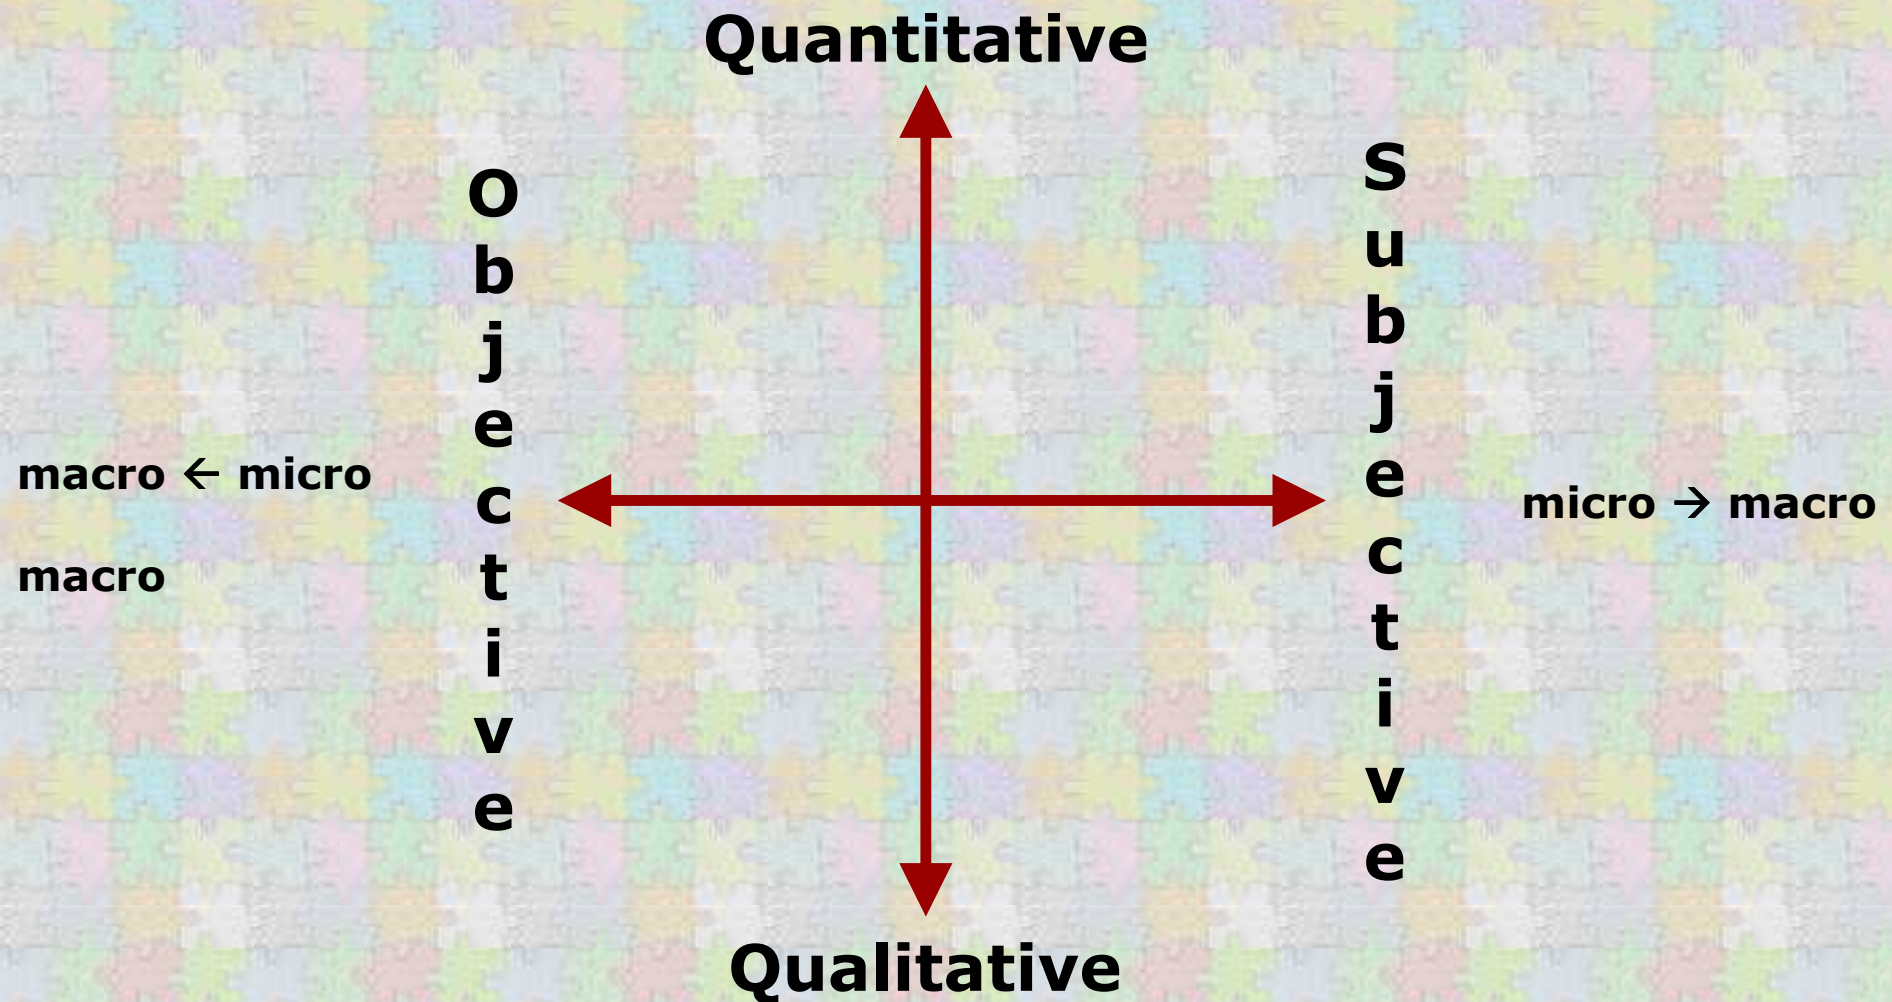 Quantitative
Objective
Subjective
macro ← micro
micro → macro
macro
Qualitative